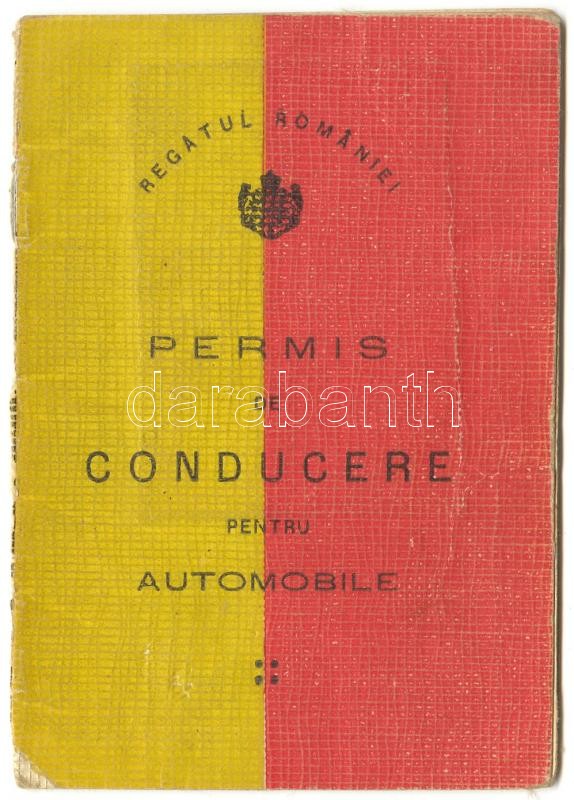 REGATUL ROMÂNIEI
PERMIS
DE
darabanth
CONDUCERE
PENTRU
AUTOMOBILE